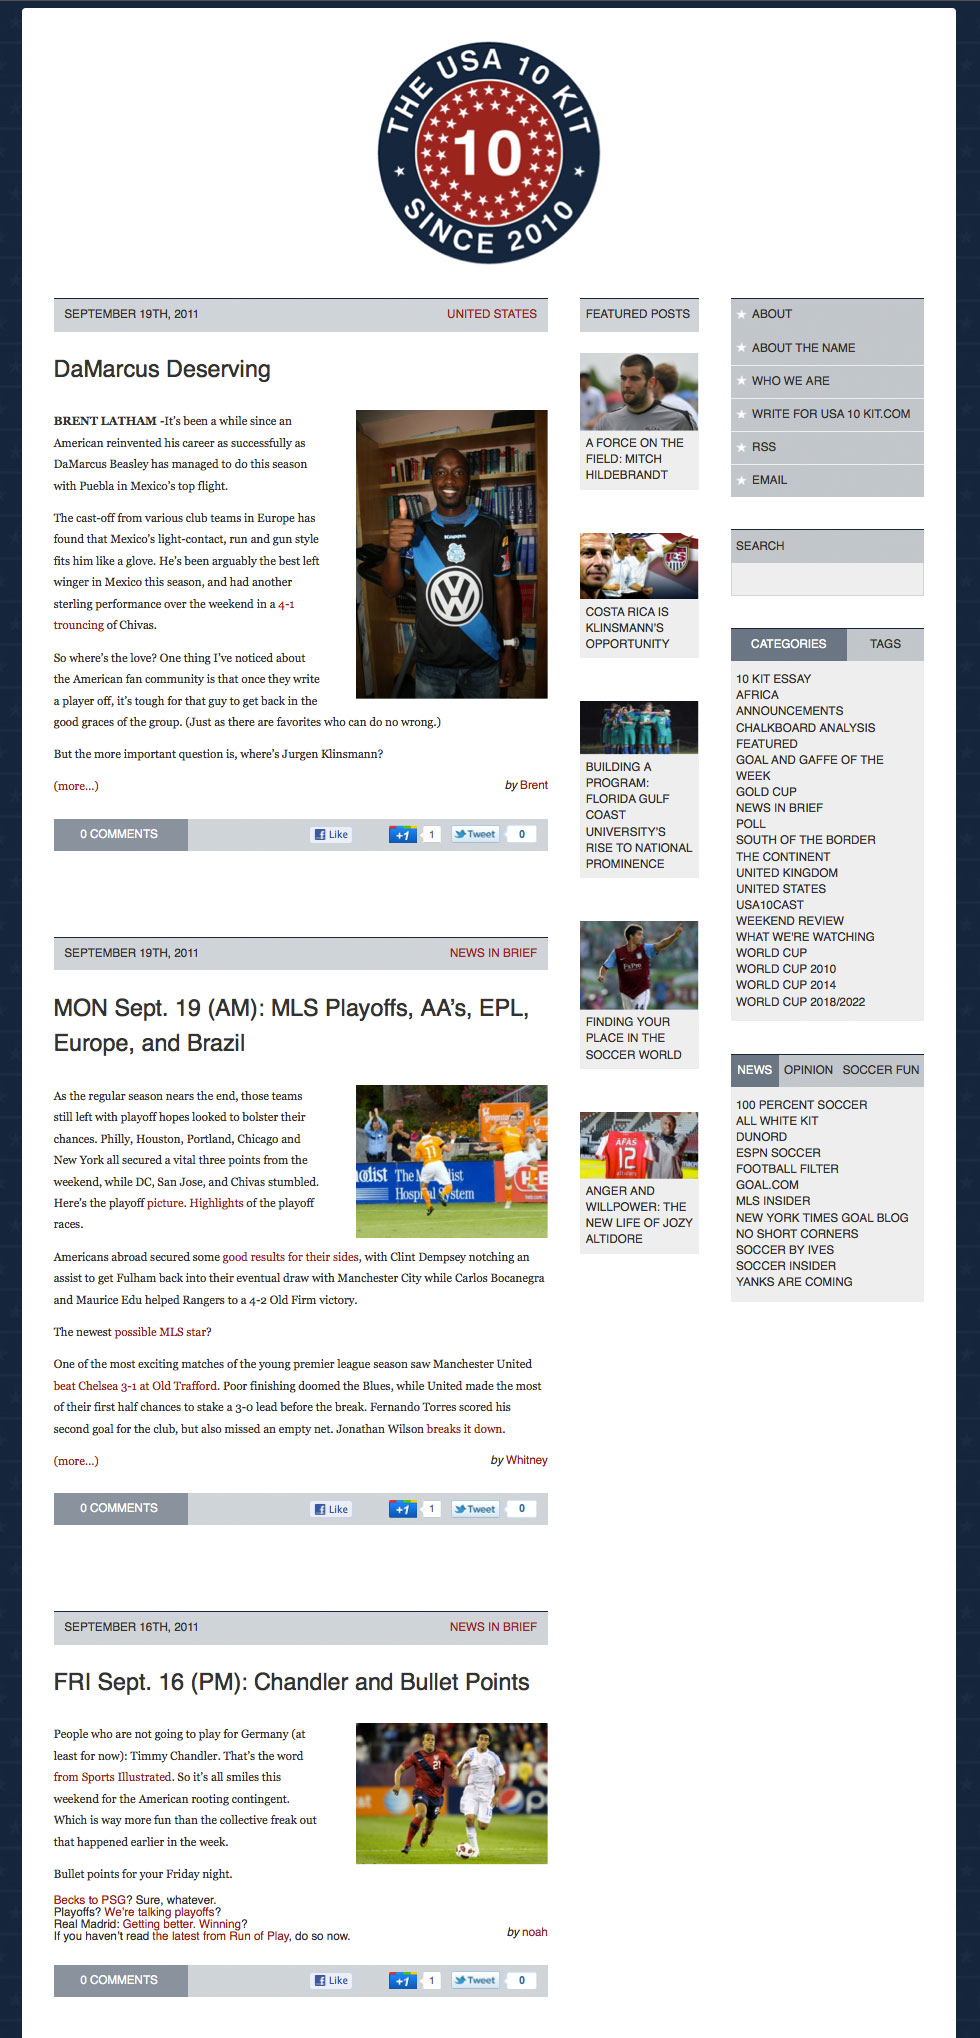 THE USA 10 KIT
10
SINCE 2010
SEPTEMBER 19TH, 2011
UNITED STATES
DaMarcus Deserving
BRENT LATHAM -It's been a while since an
American reinvented his career as successfully as
DaMarcus Beasley has managed to do this season
with Puebla in Mexico's top flight.
The cast-off from various club teams in Europe has
found that Mexico's light-contact, run and gun style
fits him like a glove. He's been arguably the best left
winger in Mexico this season, and had another
sterling performance over the weekend in a 4-1
trouncing of Chivas.
So where's the love? One thing I've noticed about
the American fan community is that once they write
a player off, it's tough for that guy to get back in the
good graces of the group. (Just as there are favorites who can do no wrong.)
But the more important question is, where's Jurgen Klinsmann?
(more...)
by Brent
0 COMMENTS
Like
+1
1
Tweet
0
SEPTEMBER 19TH, 2011
NEWS IN BRIEF
MON Sept. 19 (AM): MLS Playoffs, AA's, EPL,
Europe, and Brazil
As the regular season nears the end, those teams
still left with playoff hopes looked to bolster their
chances. Philly, Houston, Portland, Chicago and
New York all secured a vital three points from the
weekend, while DC, San Jose, and Chivas stumbled.
Here's the playoff picture. Highlights of the playoff
races.
Americans abroad secured some good results for their sides, with Clint Dempsey notching an
assist to get Fulham back into their eventual draw with Manchester City while Carlos Bocanegra
and Maurice Edu helped Rangers to a 4-2 Old Firm victory.
The newest possible MLS star?
One of the most exciting matches of the young premier league season saw Manchester United
beat Chelsea 3-1 at Old Trafford. Poor finishing doomed the Blues, while United made the most
of their first half chances to stake a 3-0 lead before the break. Fernando Torres scored his
second goal for the club, but also missed an empty net. Jonathan Wilson breaks it down.
(more...)
by Whitney
0 COMMENTS
Like
+1
1
Tweet
0
SEPTEMBER 16TH, 2011
NEWS IN BRIEF
FRI Sept. 16 (PM): Chandler and Bullet Points
People who are not going to play for Germany (at
least for now): Timmy Chandler. That's the word
from Sports Illustrated. So it's all smiles this
weekend for the American rooting contingent.
Which is way more fun than the collective freak out
that happened earlier in the week.
Bullet points for your Friday night.
Becks to PSG? Sure, whatever.
Playoffs? We're talking playoffs?
Real Madrid: Getting better. Winning?
If you haven't read the latest from Run of Play, do so now.
by noah
0 COMMENTS
Like
+1
1
Tweet
0
FEATURED POSTS
A FORCE ON THE
FIELD: MITCH
HILDEBRANDT
COSTA RICA IS
KLINSMANN'S
OPPORTUNITY
BUILDING A
PROGRAM:
FLORIDA GULF
COAST
UNIVERSITY'S
RISE TO NATIONAL
PROMINENCE
FINDING YOUR
PLACE IN THE
SOCCER WORLD
AFAS
12
ANGER AND
WILLPOWER: THE
NEW LIFE OF JOZY
ALTIDORE
ABOUT
ABOUT THE NAME
WHO WE ARE
WRITE FOR USA 10 KIT.COM
RSS
EMAIL
SEARCH
CATEGORIES
TAGS
10 KIT ESSAY
AFRICA
ANNOUNCEMENTS
CHALKBOARD ANALYSIS
FEATURED
GOAL AND GAFFE OF THE
WEEK
GOLD CUP
NEWS IN BRIEF
POLL
SOUTH OF THE BORDER
THE CONTINENT
UNITED KINGDOM
UNITED STATES
USA10CAST
WEEKEND REVIEW
WHAT WE'RE WATCHING
WORLD CUP
WORLD CUP 2010
WORLD CUP 2014
WORLD CUP 2018/2022
NEWS
OPINION
SOCCER FUN
100 PERCENT SOCCER
ALL WHITE KIT
DUNORD
ESPN SOCCER
FOOTBALL FILTER
GOAL.COM
MLS INSIDER
NEW YORK TIMES GOAL BLOG
NO SHORT CORNERS
SOCCER BY IVES
SOCCER INSIDER
YANKS ARE COMING